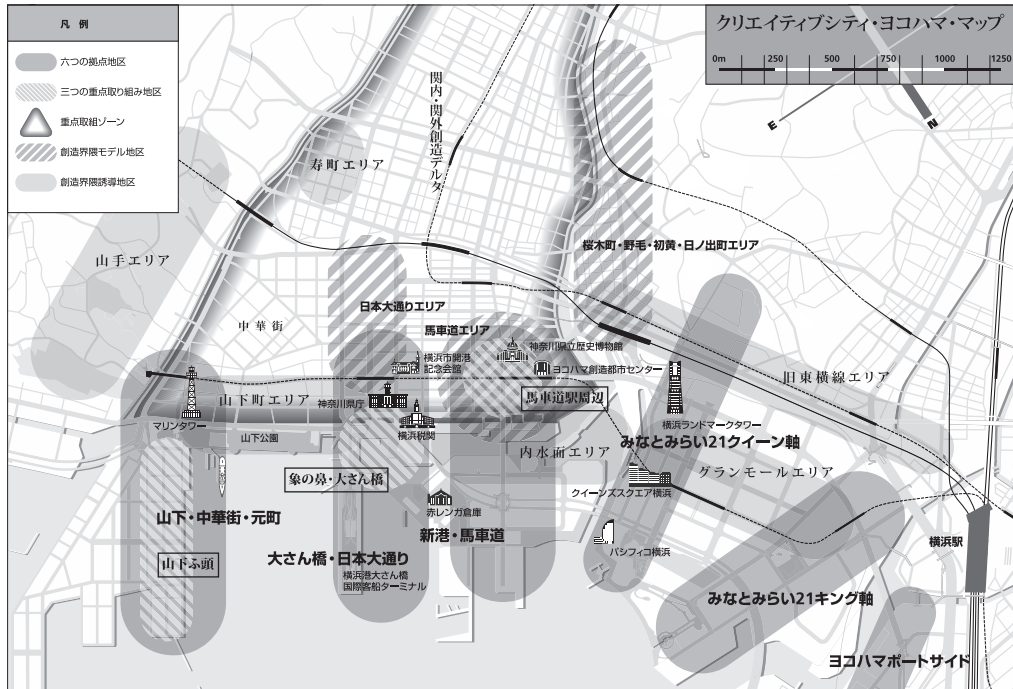 凡例
六つの拠点地区
三つの重点取り組み地区
重点取組ゾーン
創造界隈モデル地区
創造界隈誘導地区
クリエイティブシティ・ヨコハマ・マップ
0m 250 500 750 1000 1250
E
N
関内・関外創造デルタ
寿町エリア
山手エリア
中華街
桜木町・野毛・初黄・日ノ出町エリア
日本大通りエリア
馬車道エリア
神奈川県立歴史博物館
横浜市開港
記念会館
ヨコハマ創造都市センター
旧東横線エリア
山下町エリア
神奈川県庁
馬車道駅周辺
マリンタワー
横浜税関
横浜ランドマークタワー
山下公園
みなとみらい21クイーン軸
内水面エリア
グランモールエリア
象の鼻・大さん橋
クイーンズスクエア横浜
赤レンガ倉庫
山下・中華街・元町
新港・馬車道
横浜駅
パシフィコ横浜
大さん橋・日本大通り
山下ふ頭
横浜港大さん橋
国際客船ターミナル
みなとみらい21キング軸
ヨコハマポートサイド